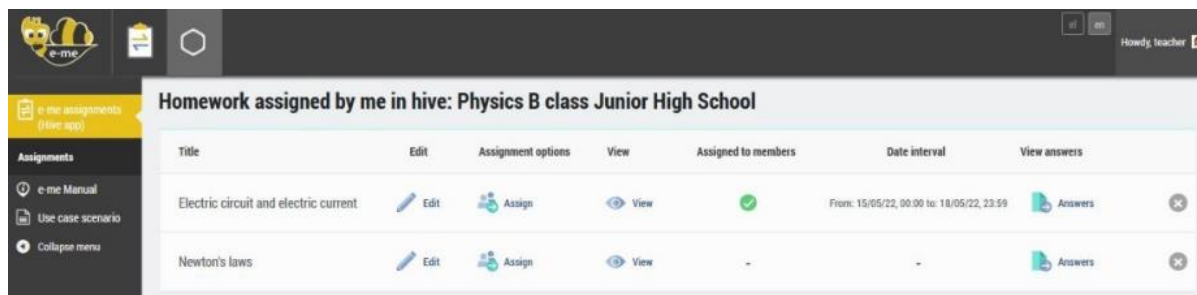 e-me
el en
Howdy, teacher
e-me assignments
(Hive app)
Assignments
e-me Manual
Use case scenario
Collapse menu
Homework assigned by me in hive: Physics B class Junior High School
Title Edit Assignment options View Assigned to members Date interval View answers
Electric circuit and electric current Edit Assign View From: 15/05/22, 00:00 to: 18/05/22, 23:59 Answers
Newton's laws Edit Assign View - - Answers